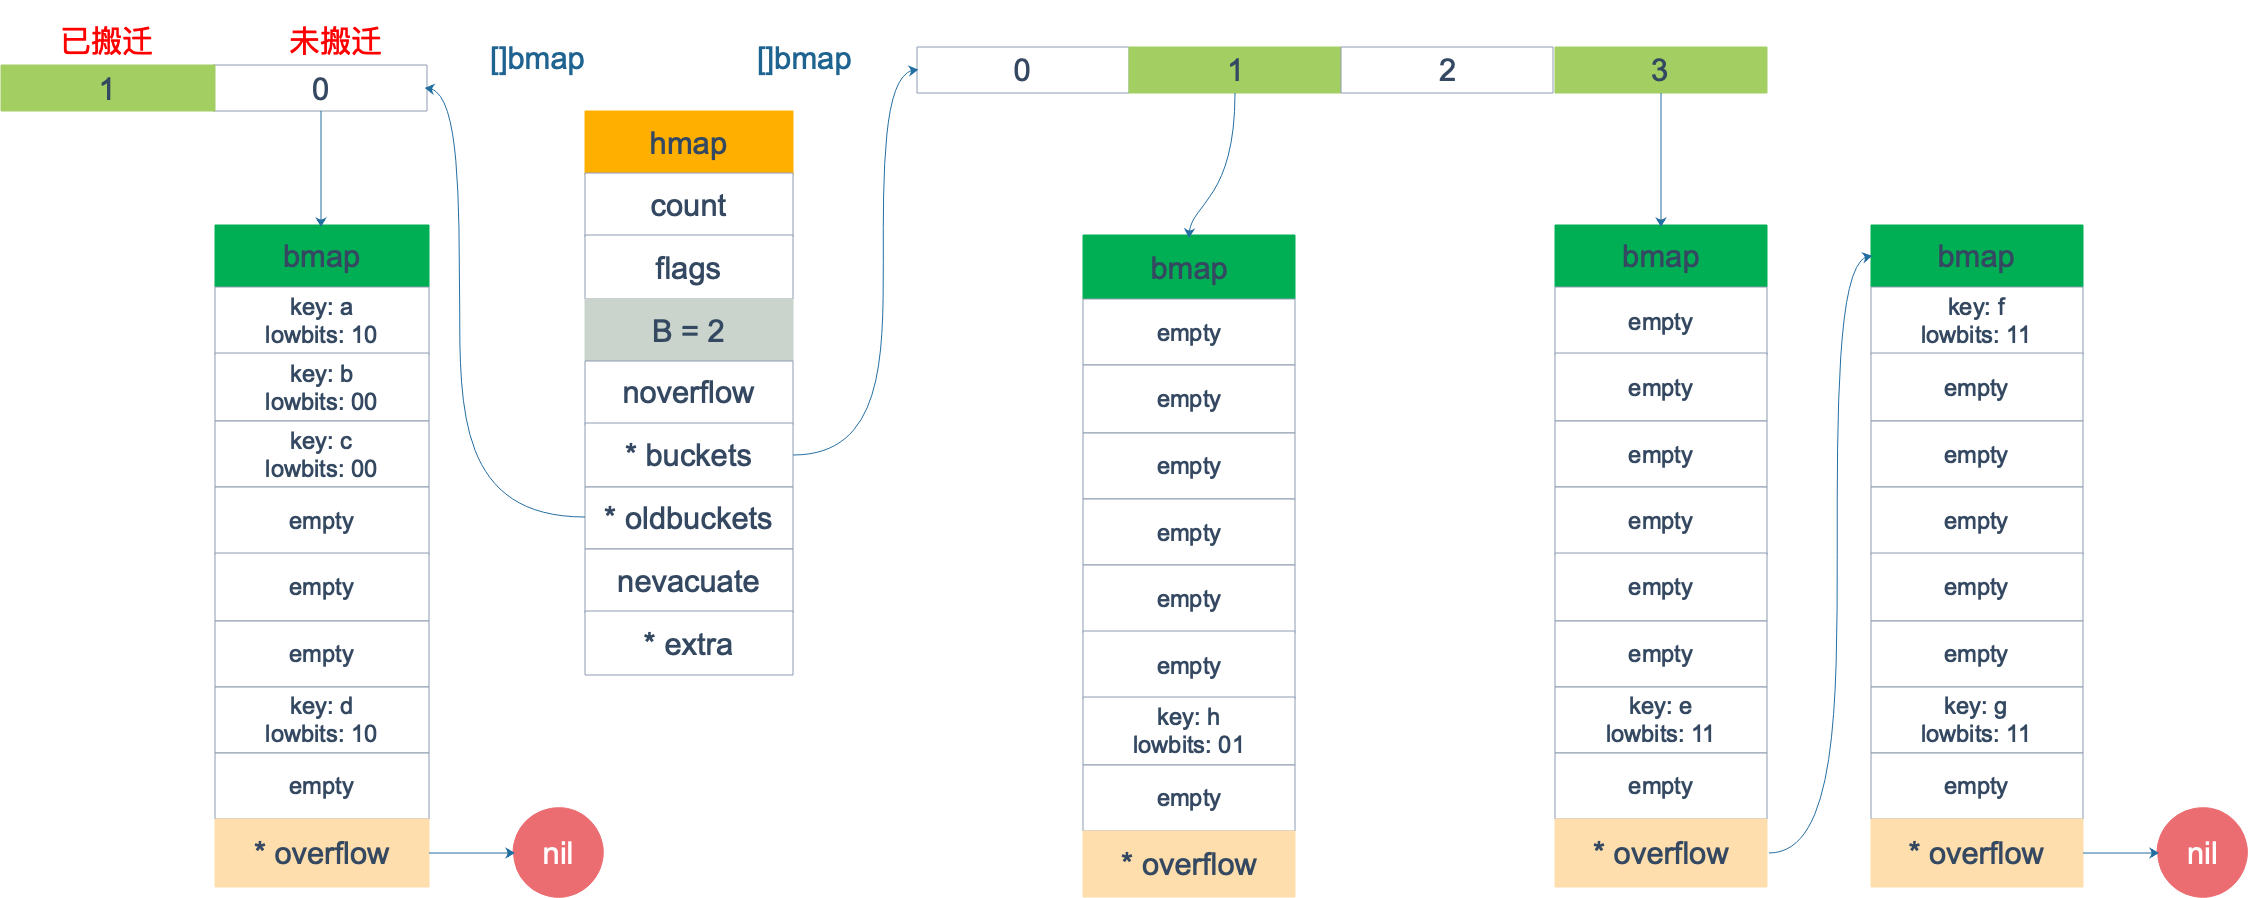 已搬迁
未搬迁
1
0
[]bmap
[]bmap
0
1
2
3
bmap
key: a
lowbits: 10
key: b
lowbits: 00
key: c
lowbits: 00
empty
empty
empty
key: d
lowbits: 10
empty
* overflow
nil
hmap
count
flags
B = 2
noverflow
* buckets
* oldbuckets
nevacuate
* extra
bmap
empty
empty
empty
empty
empty
empty
key: h
lowbits: 01
empty
* overflow
bmap
empty
empty
empty
empty
empty
empty
key: e
lowbits: 11
empty
* overflow
bmap
key: f
lowbits: 11
empty
empty
empty
empty
empty
key: g
lowbits: 11
empty
* overflow
nil